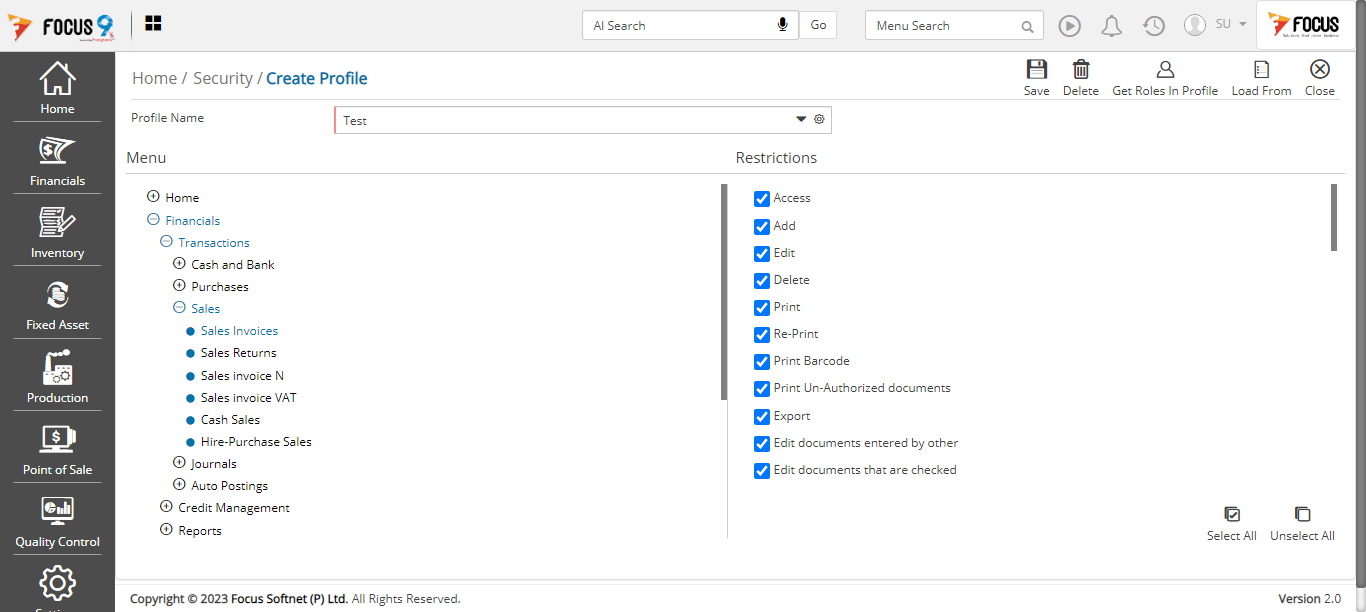 FOCUS 9
AI Search
Go
Menu Search
SU
FOCUS
Home
Financials
Inventory
Fixed Asset
Production
Point of Sale
Quality Control
Home / Security / Create Profile
Save
Delete
Get Roles In Profile
Load From
Close
Profile Name
Test
Menu
Restrictions
Home
Financials
Transactions
Cash and Bank
Purchases
Sales
Sales Invoices
Sales Returns
Sales invoice N
Sales invoice VAT
Cash Sales
Hire-Purchase Sales
Journals
Auto Postings
Credit Management
Reports
Access
Add
Edit
Delete
Print
Re-Print
Print Barcode
Print Un-Authorized documents
Export
Edit documents entered by other
Edit documents that are checked
Select All
Unselect All
Copyright © 2023 Focus Softnet (P) Ltd. All Rights Reserved.
Version 2.0